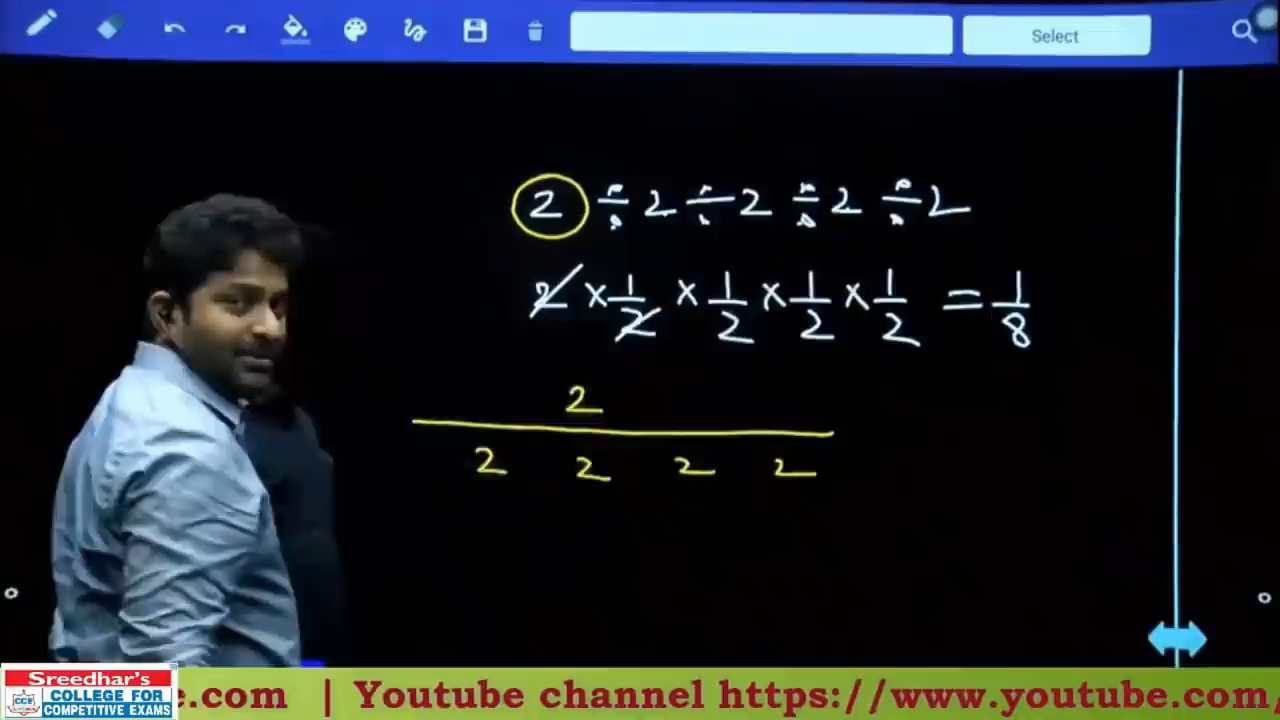 Select
2 ÷ 2 ÷ 2 ÷ 2 ÷ 2
2 × 1/2 × 1/2 × 1/2 × 1/2 = 1/8
2
2 2 2 2
Sreedhar's
CCE
COLLEGE FOR
COMPETITIVE EXAMS
e.com | Youtube channel https://www.youtube.com/